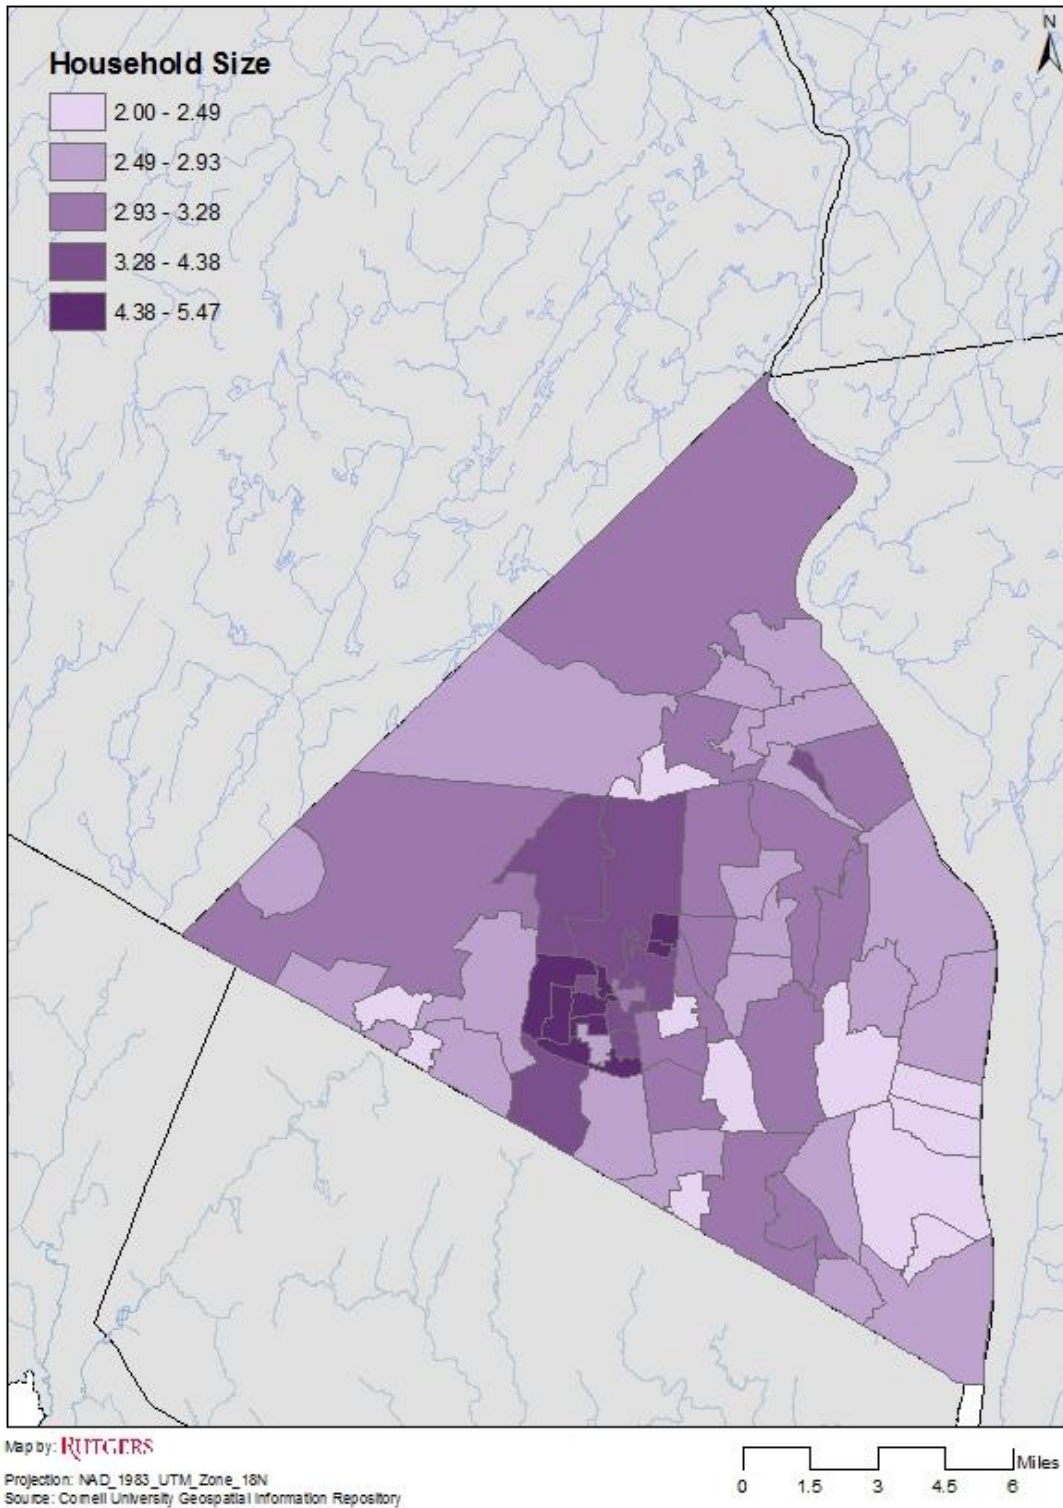 N
Household Size
2.00 - 2.49
2.49 - 2.93
2.93 - 3.28
3.28 - 4.38
4.38 - 5.47
Map by: RUTGERS
Projection: NAD_1983_UTM_Zone_18N
Source: Cornell University Geospatial Information Repository
Miles
0 1.5 3 4.5 6